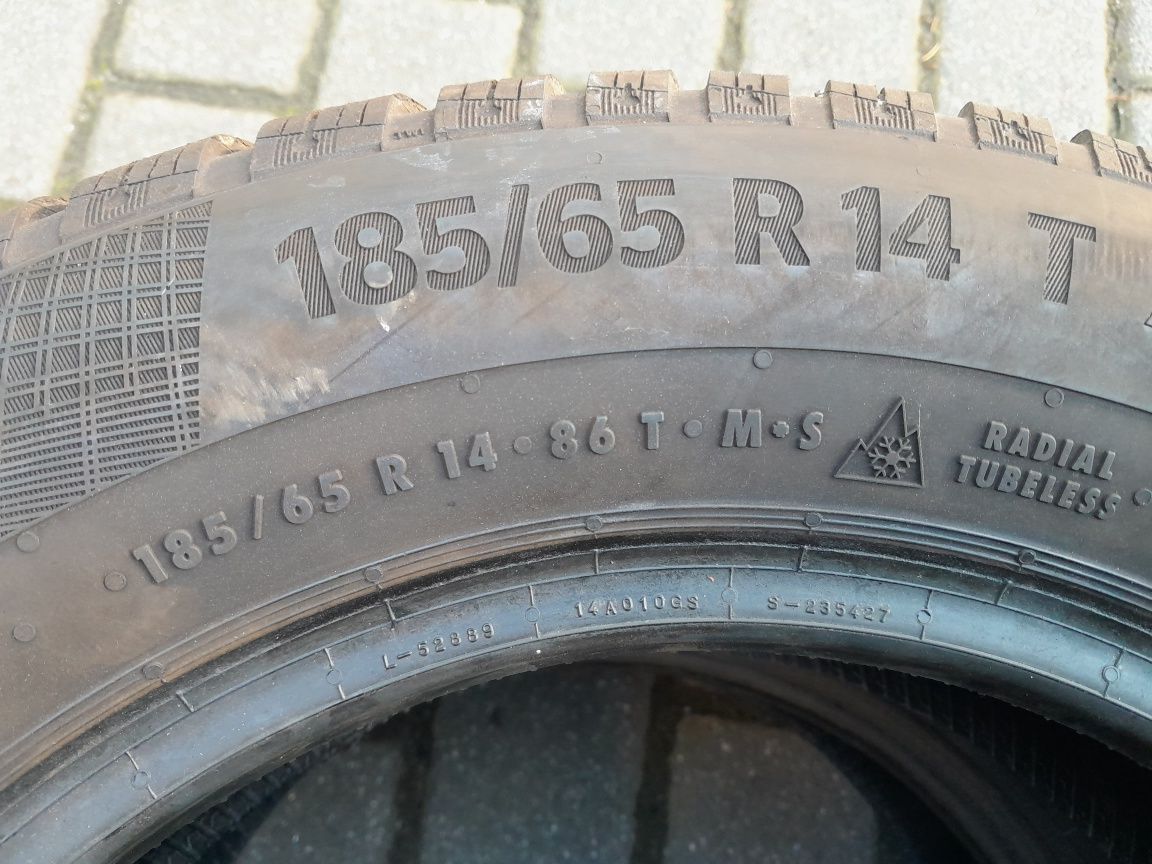 185/65 R 14 T
185/65 R 14 • 86 T • M+S
RADIAL
TUBELESS
L-52889
14A010GS
S-235427